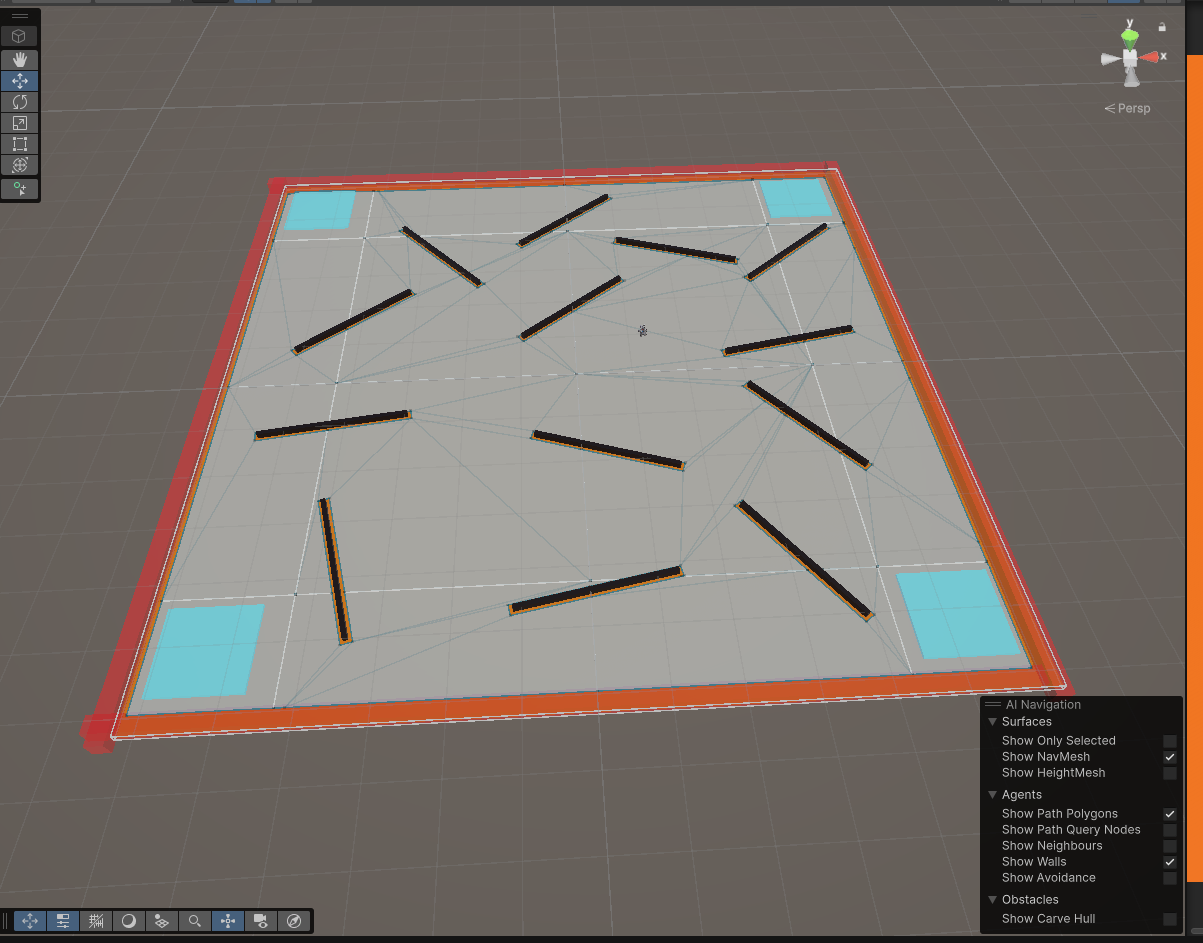 y
x
Persp
AI Navigation
Surfaces
Show Only Selected
Show NavMesh
Show HeightMesh
Agents
Show Path Polygons
Show Path Query Nodes
Show Neighbours
Show Walls
Show Avoidance
Obstacles
Show Carve Hull